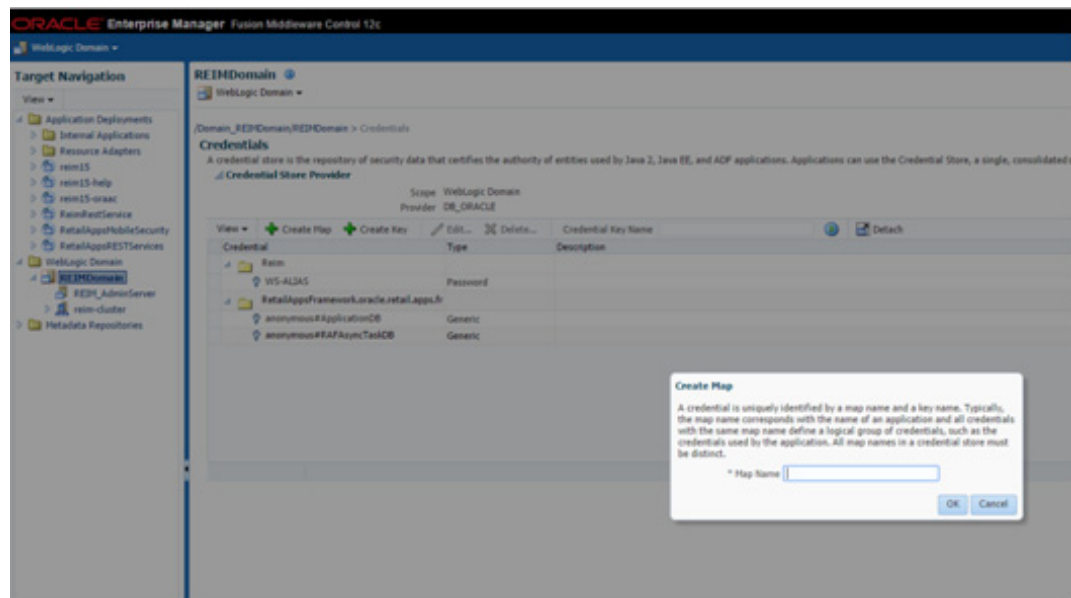 ORACLE Enterprise Manager Fusion Middleware Control 12c
WebLogic Domain
Target Navigation
View
Application Deployments
Internal Applications
Resource Adapters
reim15
reim15-help
reim15-oraac
ReimRestService
RetailAppsMobileSecurity
RetailAppsRESTServices
WebLogic Domain
REIMDomain
REIM_AdminServer
reim-cluster
Metadata Repositories
REIMDomain
WebLogic Domain
/Domain_REIMDomain/REIMDomain > Credentials
Credentials
A credential store is the repository of security data that certifies the authority of entities used by Java 2, Java EE, and ADF applications. Applications can use the Credential Store, a single, consolidated
Credential Store Provider
Scope WebLogic Domain
Provider DB_ORACLE
View Create Map Create Key Edit... Delete... Credential Key Name Detach
Credential Type Description
Reim
WS-ALIAS Password
RetailAppsFramework.oracle.retail.apps.fr
anonymous#ApplicationDB Generic
anonymous#RAFAsyncTaskDB Generic
Create Map
A credential is uniquely identified by a map name and a key name. Typically,
the map name corresponds with the name of an application and all credentials
with the same map name define a logical group of credentials, such as the
credentials used by the application. All map names in a credential store must
be distinct.
* Map Name
OK Cancel